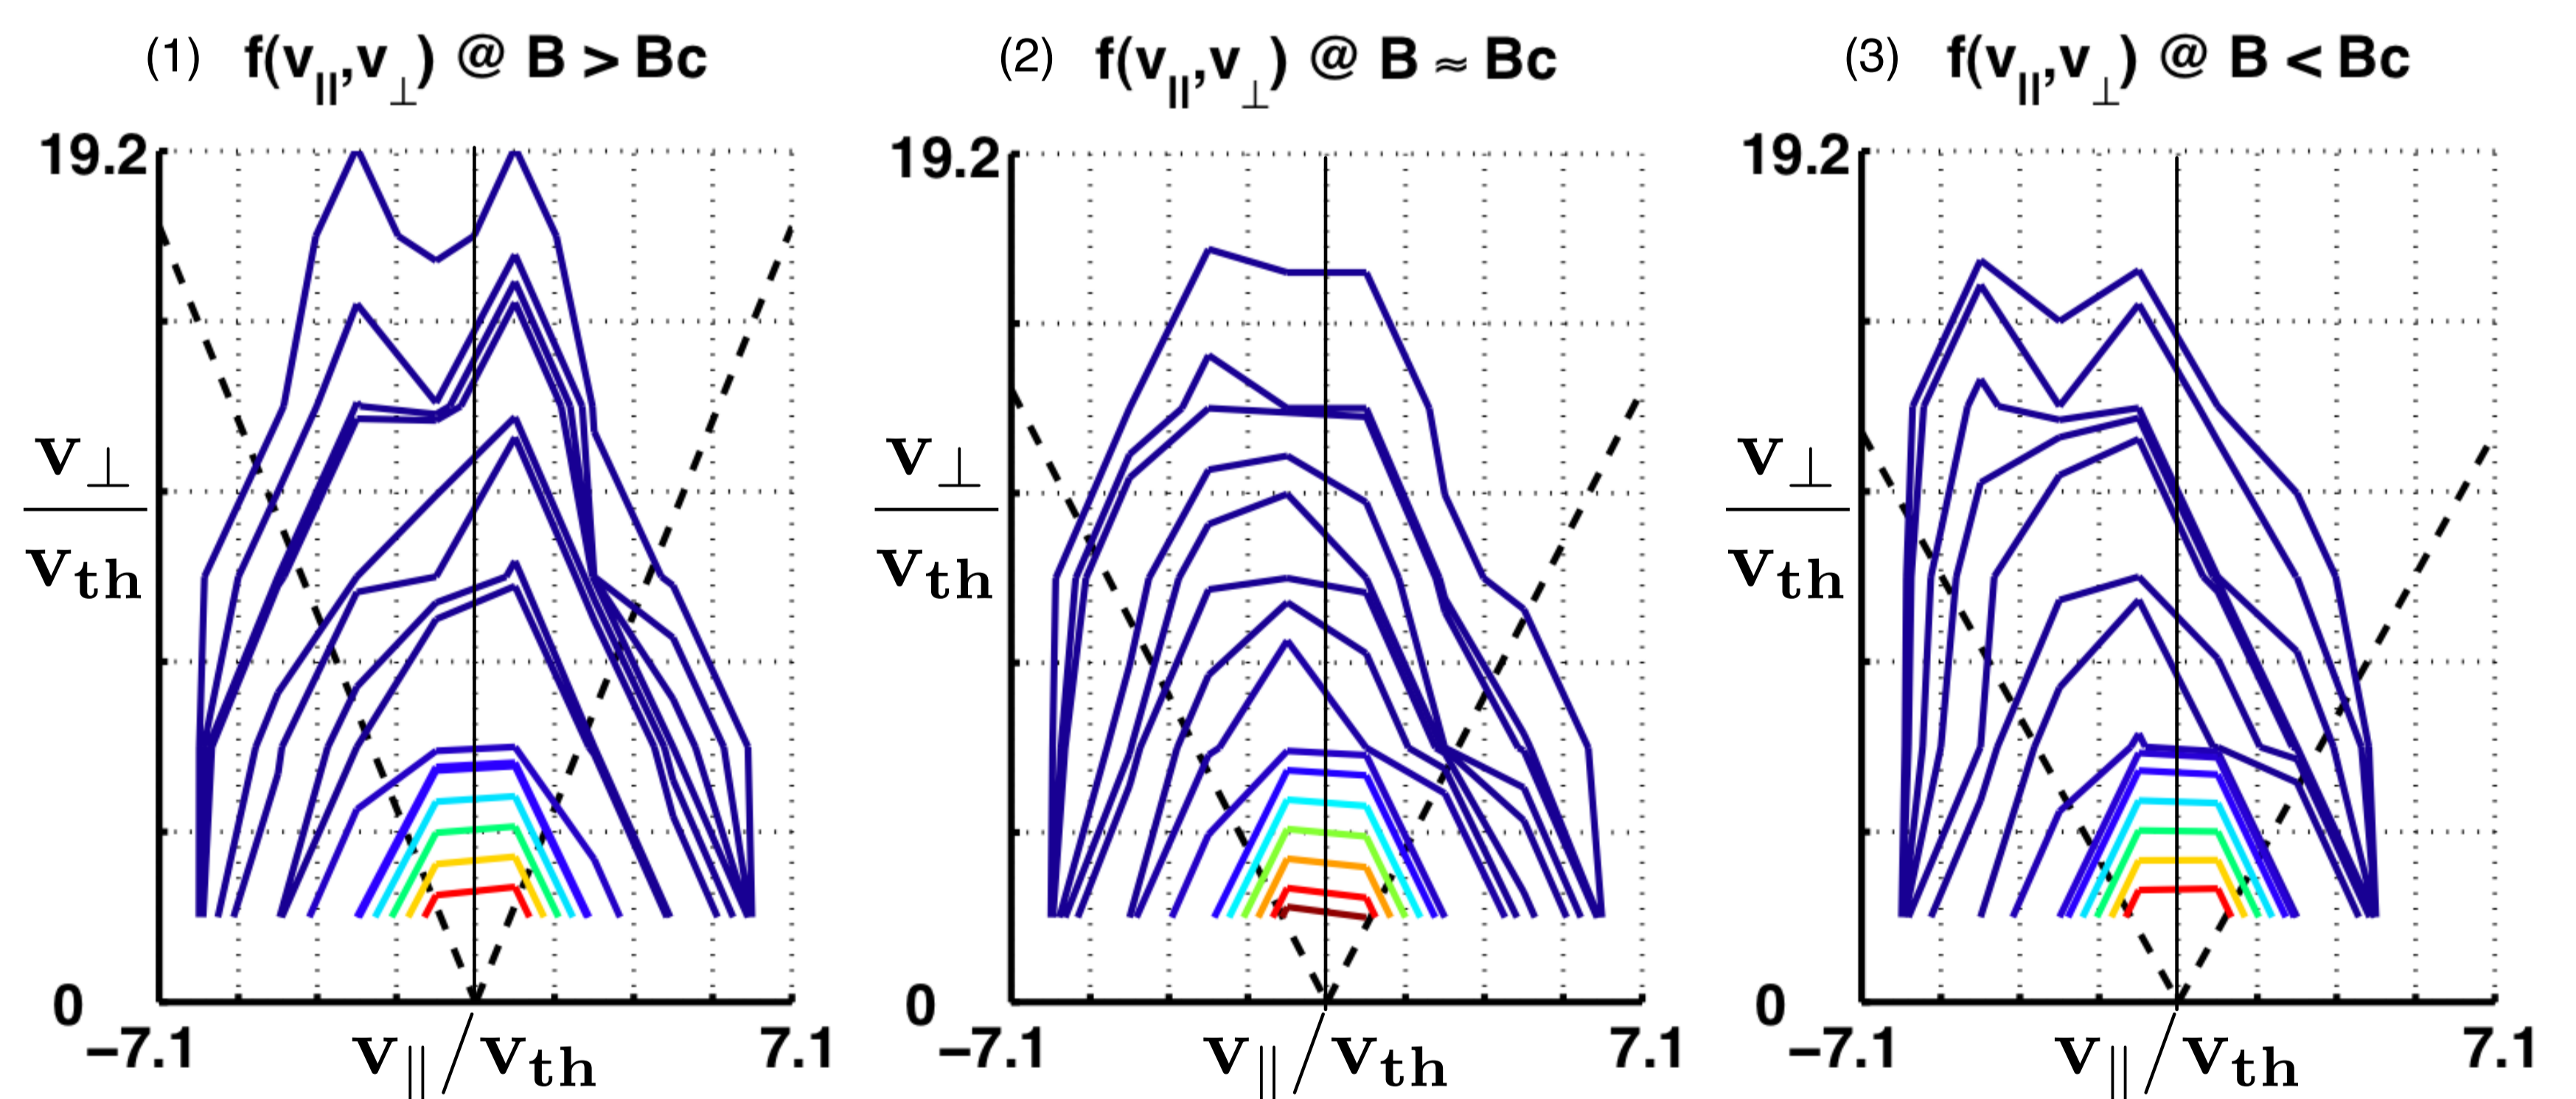 (1) f(v||,v⊥) @ B > Bc
19.2
v⊥
vth
0
−7.1
v||/vth
7.1
(2) f(v||,v⊥) @ B ≈ Bc
19.2
v⊥
vth
0
−7.1
v||/vth
7.1
(3) f(v||,v⊥) @ B < Bc
19.2
v⊥
vth
0
−7.1
v||/vth
7.1